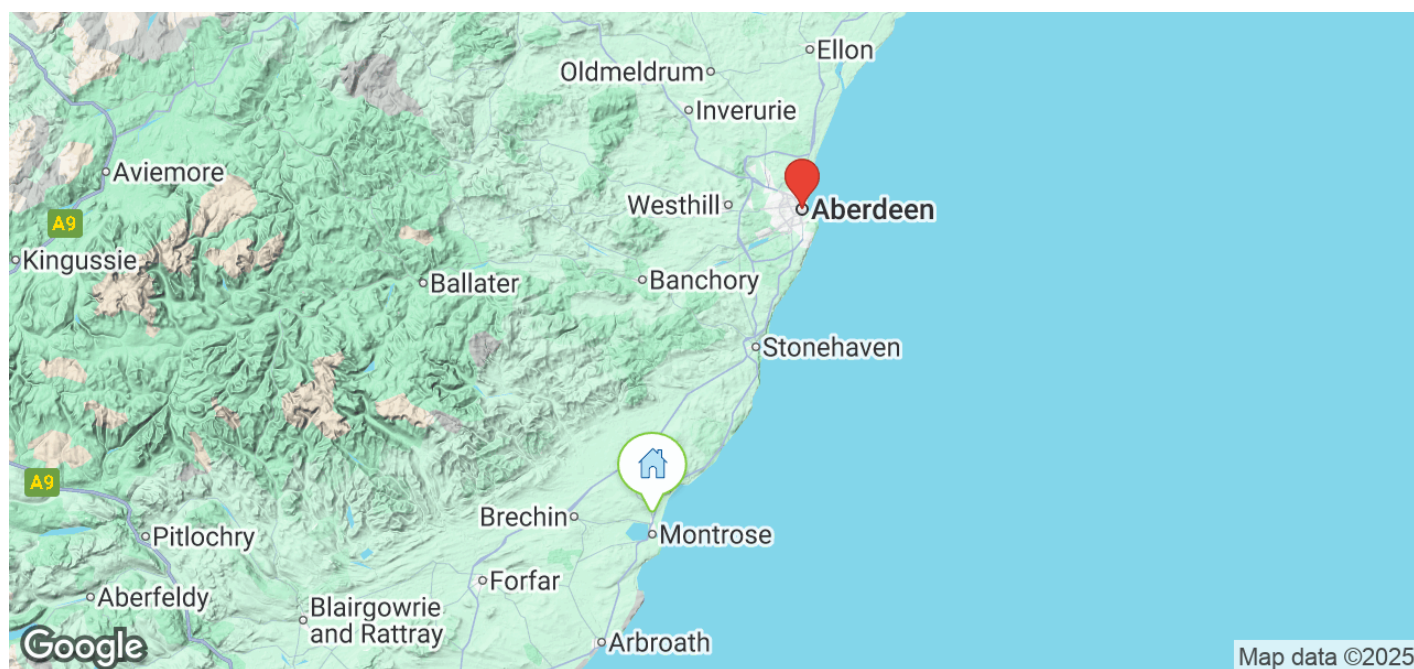 Ellon
Oldmeldrum
Inverurie
Aviemore
Westhill
Aberdeen
A9
Kingussie
Banchory
Ballater
Stonehaven
A9
Brechin
Montrose
Pitlochry
Forfar
Aberfeldy
Blairgowrie
and Rattray
Arbroath
Google
Map data ©2025